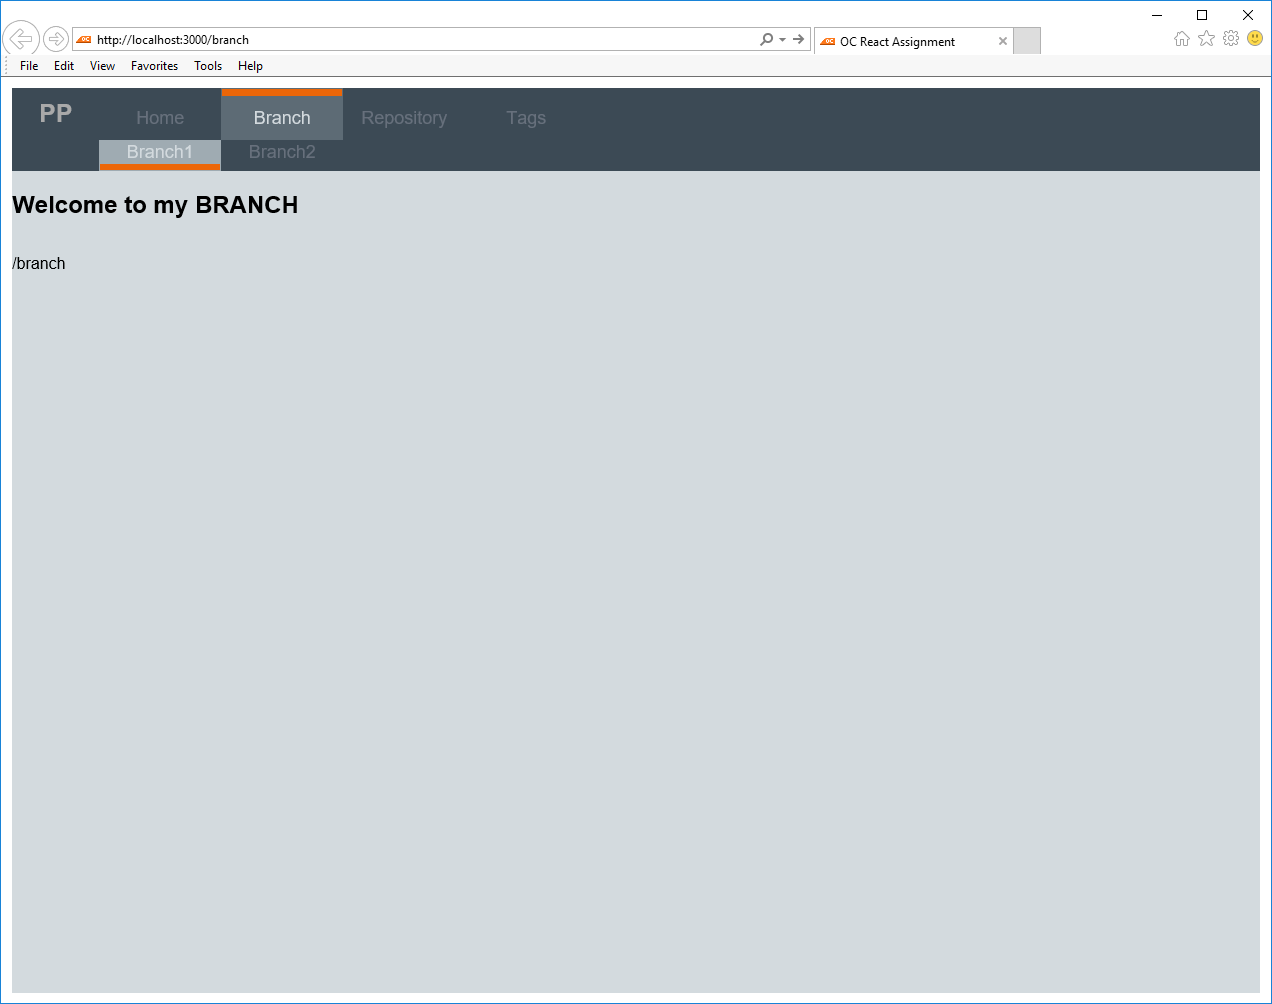 http://localhost:3000/branch
OC React Assignment
File Edit View Favorites Tools Help
PP Home Branch Repository Tags
Branch1 Branch2
Welcome to my BRANCH
/branch